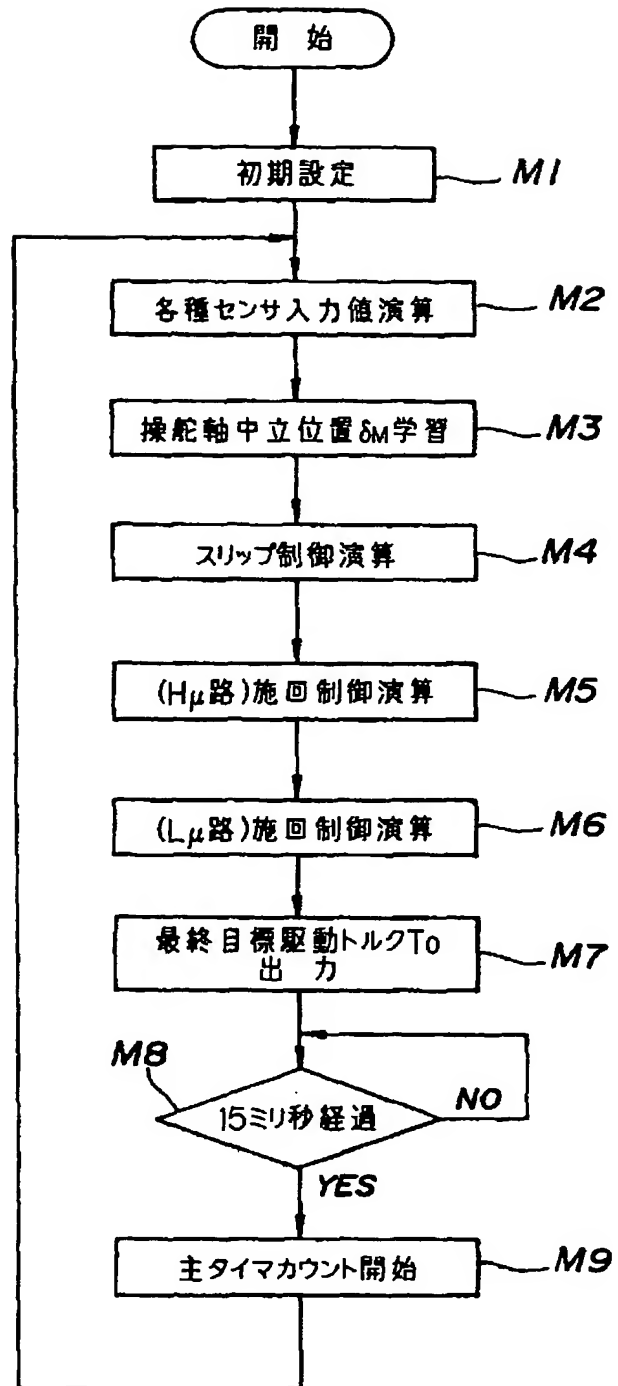 開始
初期設定
M1
各種センサ入力値演算
M2
操舵軸中立位置δM学習
M3
スリップ制御演算
M4
(Hμ路)施回制御演算
M5
(Lμ路)施回制御演算
M6
最終目標駆動トルクTo
出力
M7
M8
15ミリ秒経過
NO
YES
主タイマカウント開始
M9